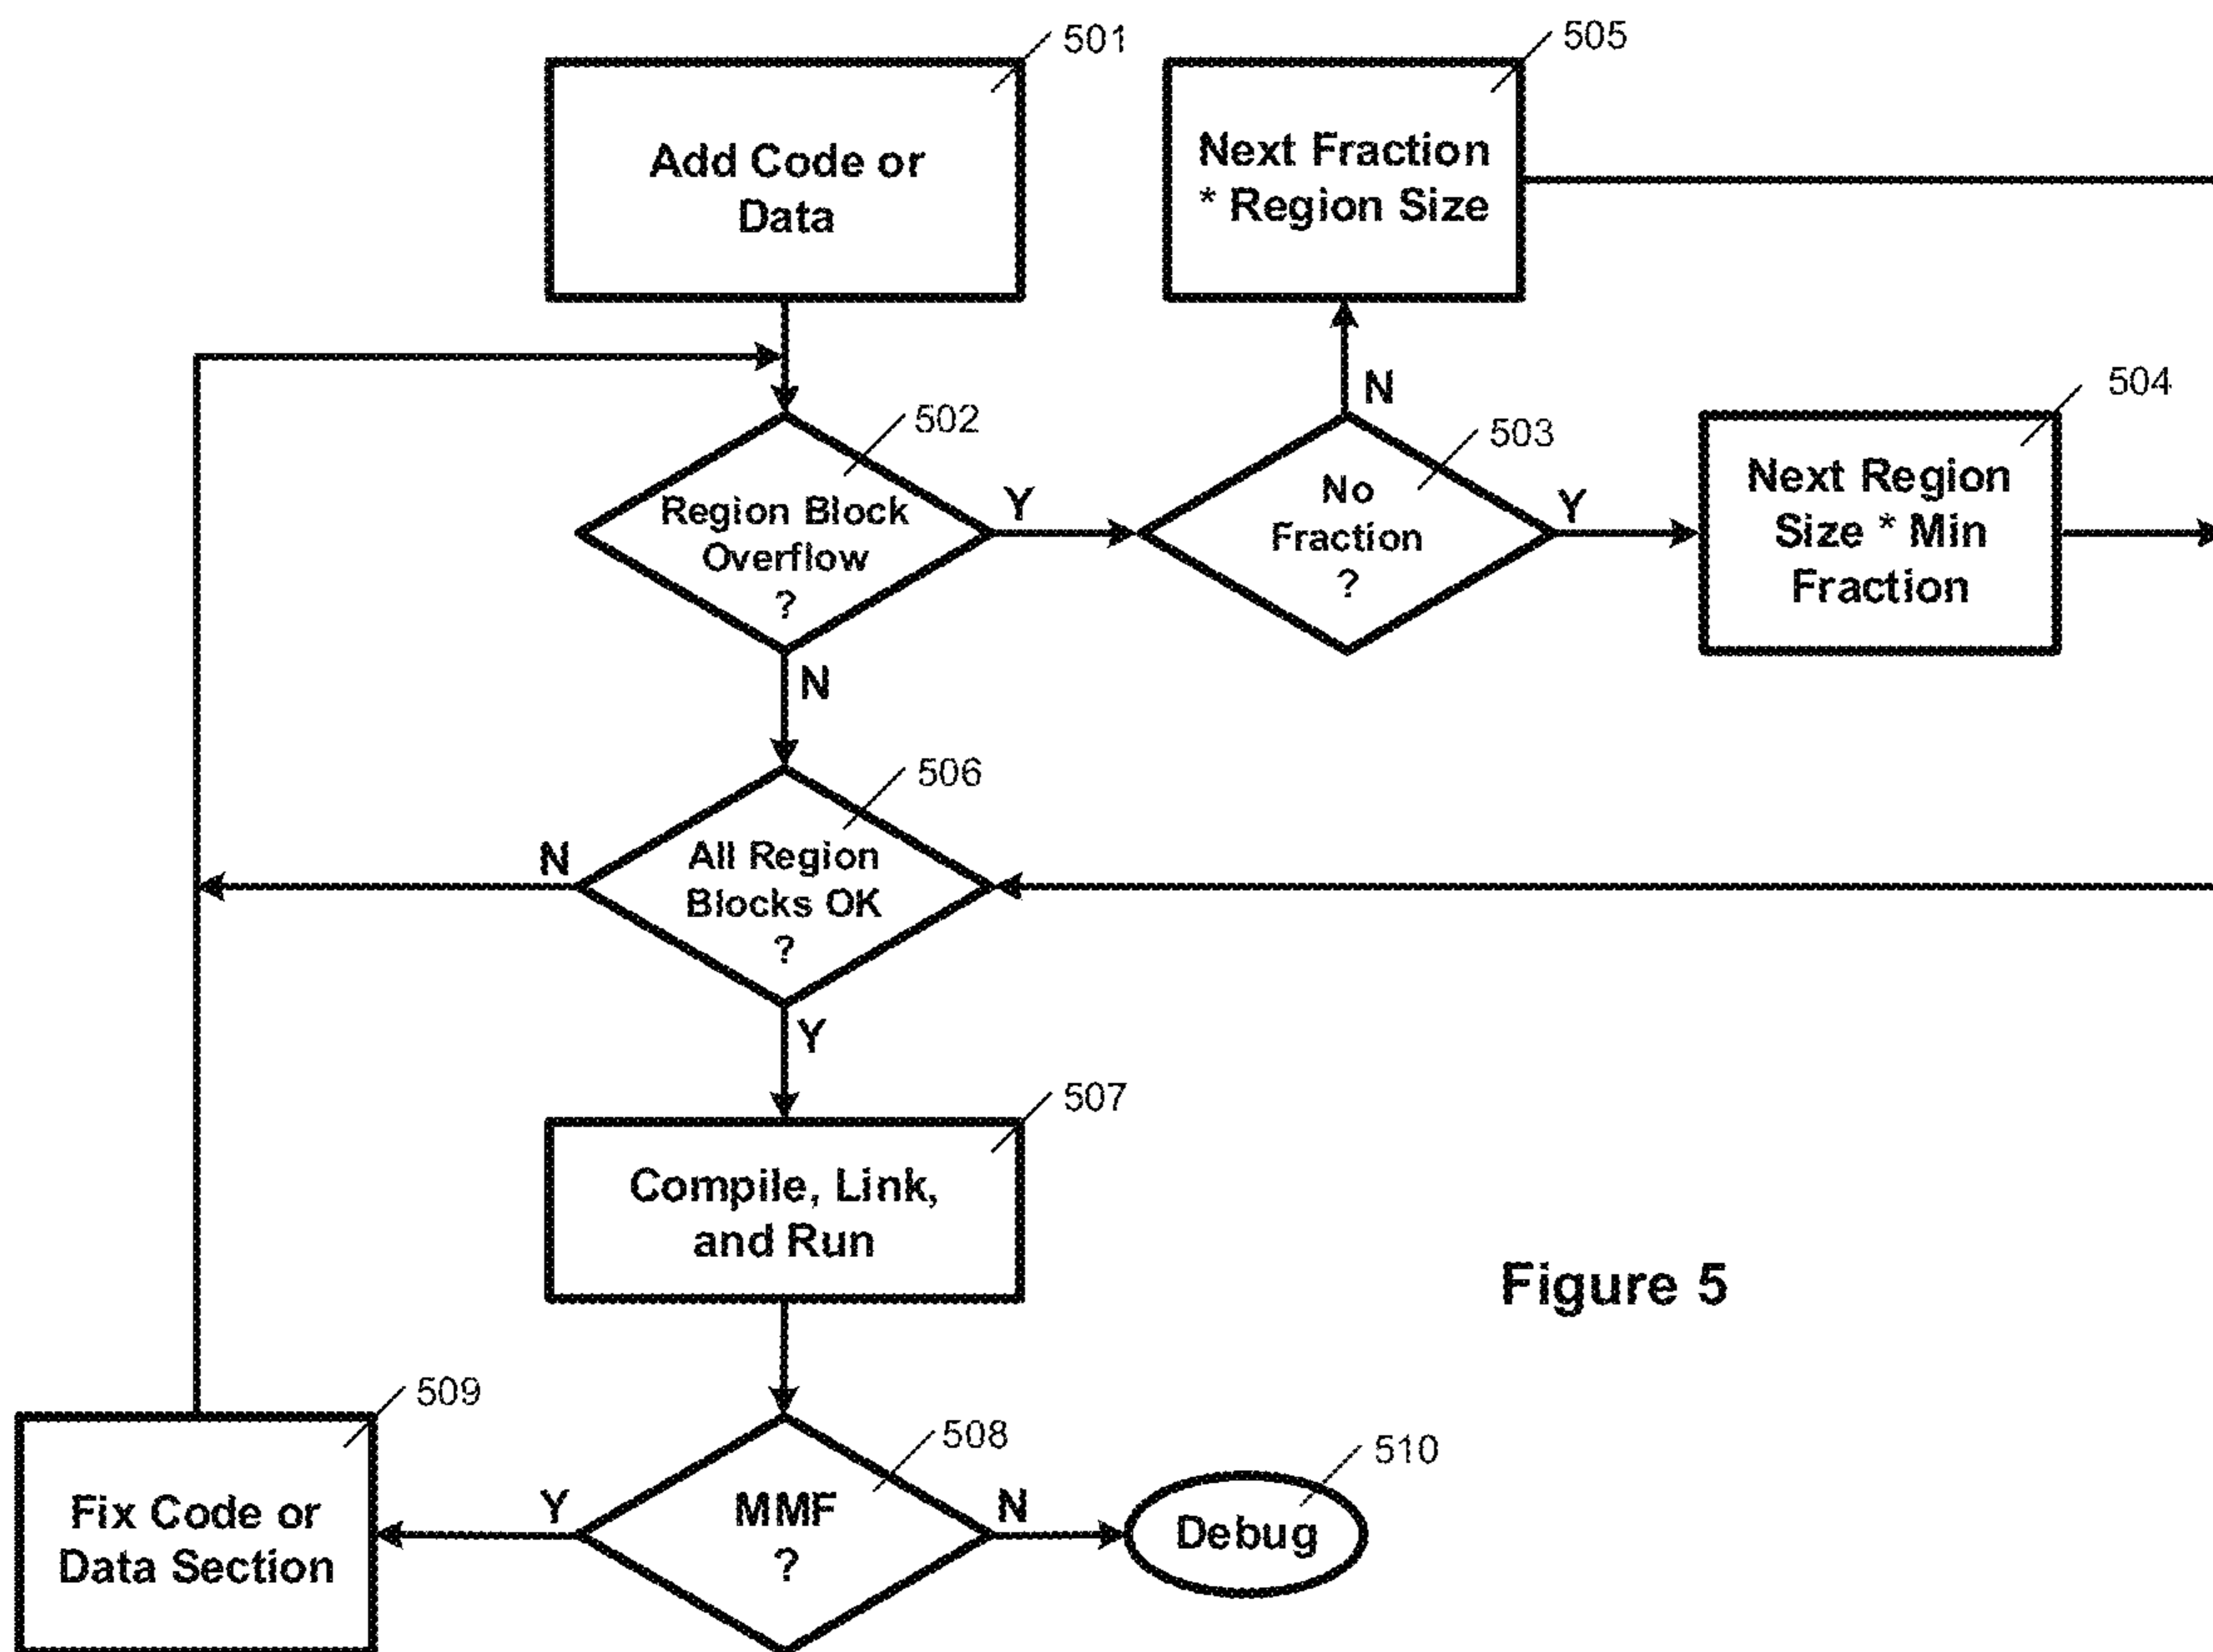 501
Add Code or
Data
505
Next Fraction
* Region Size
502
Region Block
Overflow
?
Y
N
503
No
Fraction
?
N
Y
504
Next Region
Size * Min
Fraction
506
All Region
Blocks OK
?
N
Y
507
Compile, Link,
and Run
508
MMF
?
Y
N
509
Fix Code or
Data Section
510
Debug
Figure 5